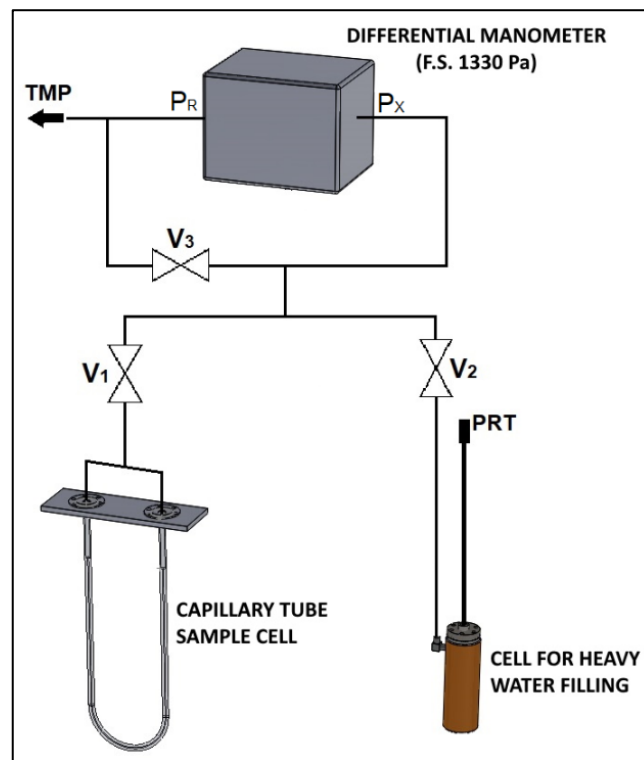 DIFFERENTIAL MANOMETER
(F.S. 1330 Pa)
TMP
PR
PX
V3
V1
V2
PRT
CAPILLARY TUBE
SAMPLE CELL
CELL FOR HEAVY
WATER FILLING